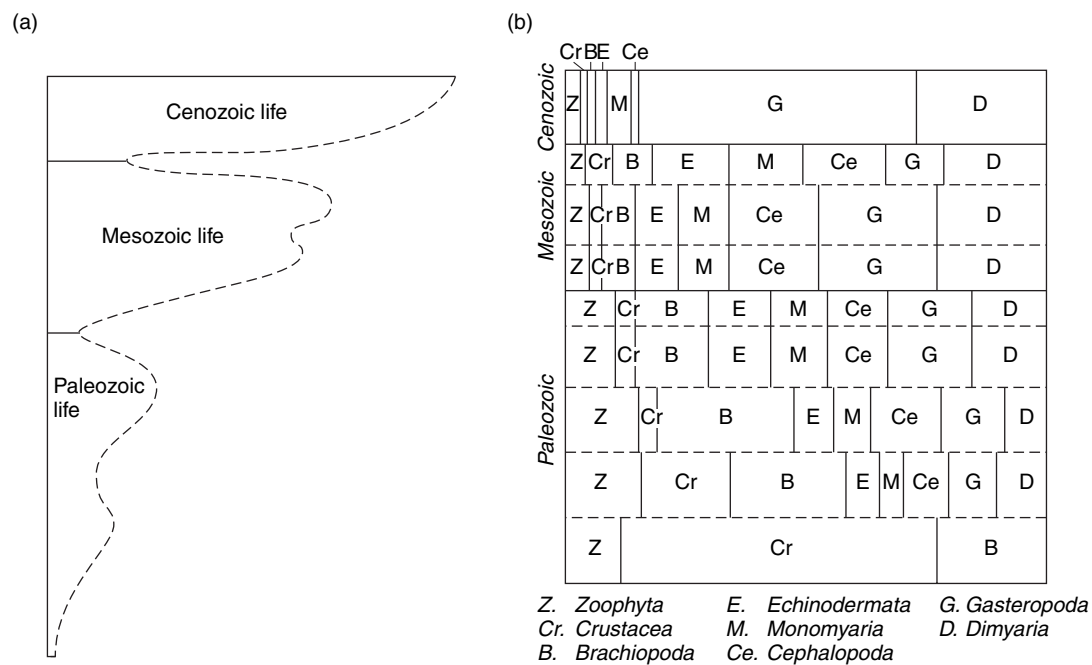 (a)
Cenozoic life
Mesozoic life
Paleozoic
life
(b)
Cr B E Ce
Cenozoic
Z M G D
Mesozoic
Z Cr B E M Ce G D
Z Cr B E M Ce G D
Z Cr B E M Ce G D
Paleozoic
Z Cr B E M Ce G D
Z Cr B E M Ce G D
Z Cr B E M Ce G D
Z Cr B E M Ce G D
Z Cr B
Z. Zoophyta E. Echinodermata G. Gasteropoda
Cr. Crustacea M. Monomyaria D. Dimyaria
B. Brachiopoda Ce. Cephalopoda